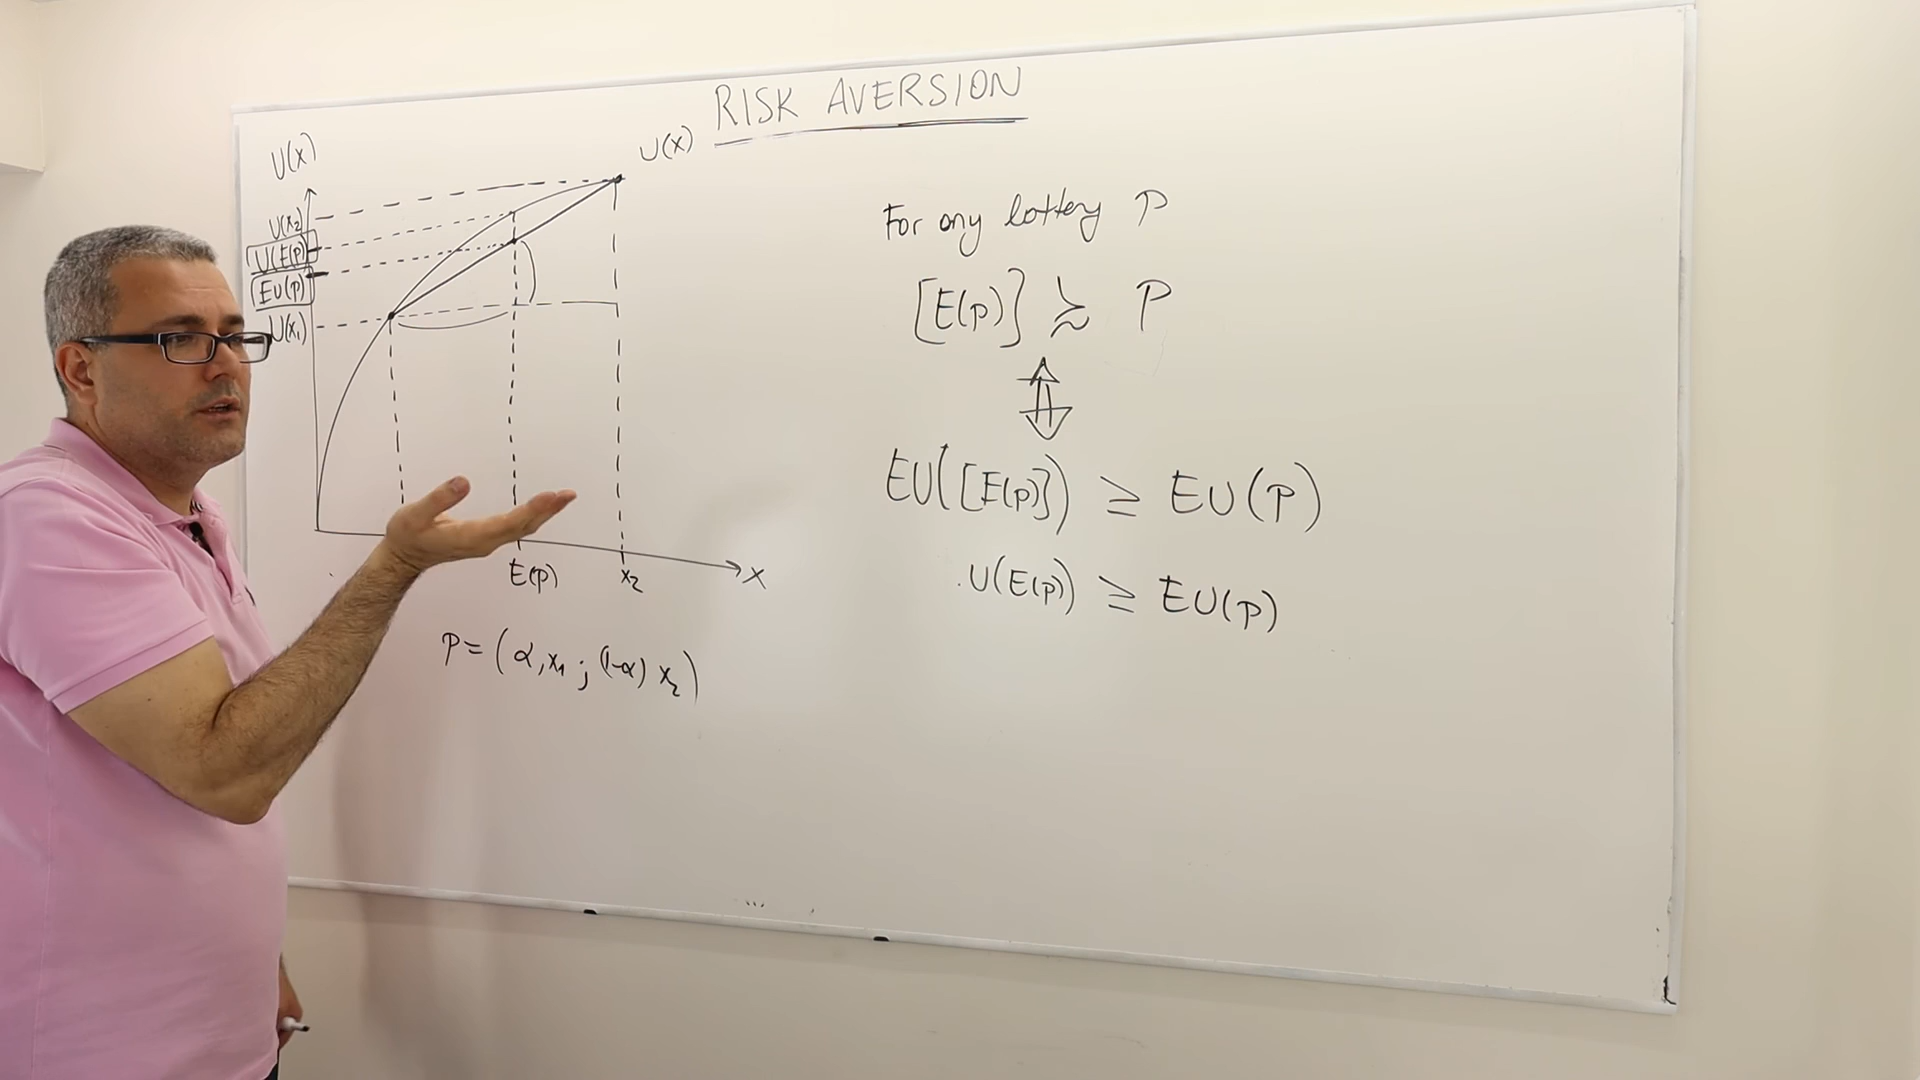 RISK AVERSION
U(x)
U(x)
U(x₂)
U(E(p))
EU(p)
U(x₁)
E(p)
x₂
x
P = (α, x₁ ; (1-α) x₂)
For any lottery P
[E(p)] ≿ P
⇕
EU([E(p)]) ≥ EU(P)
U(E(p)) ≥ EU(P)